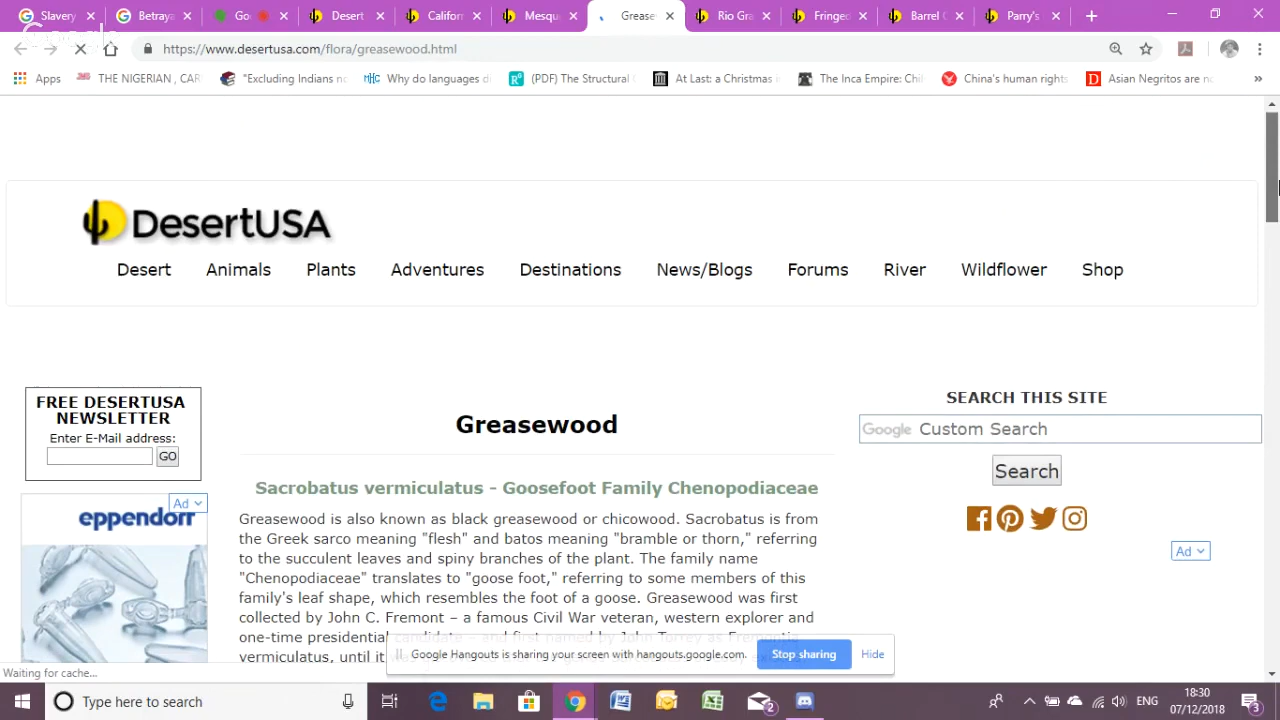 Slavery
Betraya
Goo
Desert
Californ
Mesqu
Grease
Rio Gra
Fringed
Barrel C
Parry's
Google
https://www.desertusa.com/flora/greasewood.html
Apps
THE NIGERIAN , CAR
"Excluding Indians no
Why do languages di
(PDF) The Structural
At Last: a Christmas i
The Inca Empire: Chil
China's human rights
Asian Negritos are no
DesertUSA
Desert Animals Plants Adventures Destinations News/Blogs Forums River Wildflower Shop
FREE DESERTUSA
NEWSLETTER
Enter E-Mail address:
GO
Ad
eppendorf
Greasewood
Sacrobatus vermiculatus - Goosefoot Family Chenopodiaceae
Greasewood is also known as black greasewood or chicowood. Sacrobatus is from
the Greek sarco meaning "flesh" and batos meaning "bramble or thorn," referring
to the succulent leaves and spiny branches of the plant. The family name
"Chenopodiaceae" translates to "goose foot," referring to some members of this
family's leaf shape, which resembles the foot of a goose. Greasewood was first
collected by John C. Fremont – a famous Civil War veteran, western explorer and
one-time presidential candidate – and first named by John Torrey as Fremontia
vermiculatus, until it
SEARCH THIS SITE
Google Custom Search
Search
Ad
Google Hangouts is sharing your screen with hangouts.google.com.
Stop sharing
Hide
Waiting for cache...
Type here to search
2
ENG
18:30
07/12/2018
3